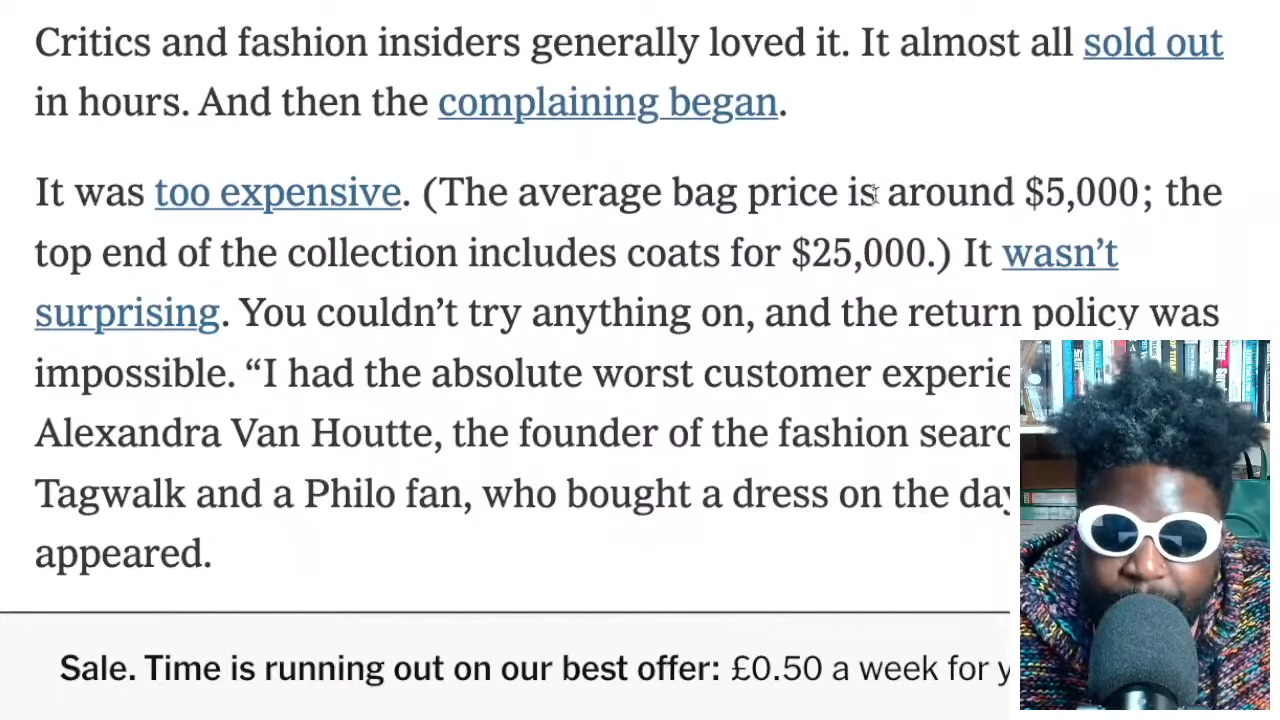 Critics and fashion insiders generally loved it. It almost all sold out
in hours. And then the complaining began.
It was too expensive. (The average bag price is around $5,000; the
top end of the collection includes coats for $25,000.) It wasn’t
surprising. You couldn’t try anything on, and the return policy was
impossible. “I had the absolute worst customer
Alexandra Van Houtte, the founder of the fashion
Tagwalk and a Philo fan, who bought a dress on the
appeared.
Sale. Time is running out on our best offer: £0.50 a week for